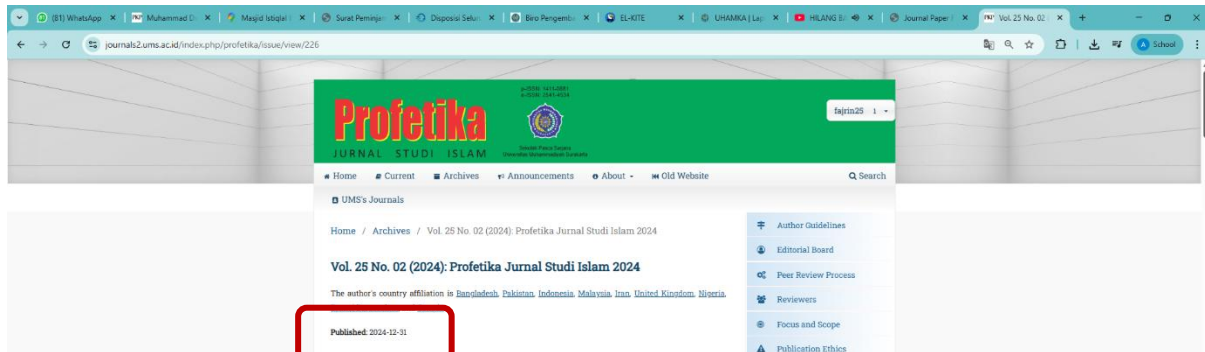 (81) WhatsApp
Muhammad D
Masjid Istiqlal
Surat Peminja
Disposisi Selur
Biro Pengemb
EL-KITE
UHAMKA | Lap
HILANG B
Journal Paper F
Vol. 25 No. 02
journals2.ums.ac.id/index.php/profetika/issue/view/226
School
Profetika
JURNAL STUDI ISLAM
fajrin25 1
Home Current Archives Announcements About Old Website Search
UMS's Journals
Home / Archives / Vol. 25 No. 02 (2024): Profetika Jurnal Studi Islam 2024
Vol. 25 No. 02 (2024): Profetika Jurnal Studi Islam 2024
The author's country affiliation is Bangladesh, Pakistan, Indonesia, Malaysia, Iran, United Kingdom, Nigeria,
Published: 2024-12-31
Author Guidelines
Editorial Board
Peer Review Process
Reviewers
Focus and Scope
Publication Ethics